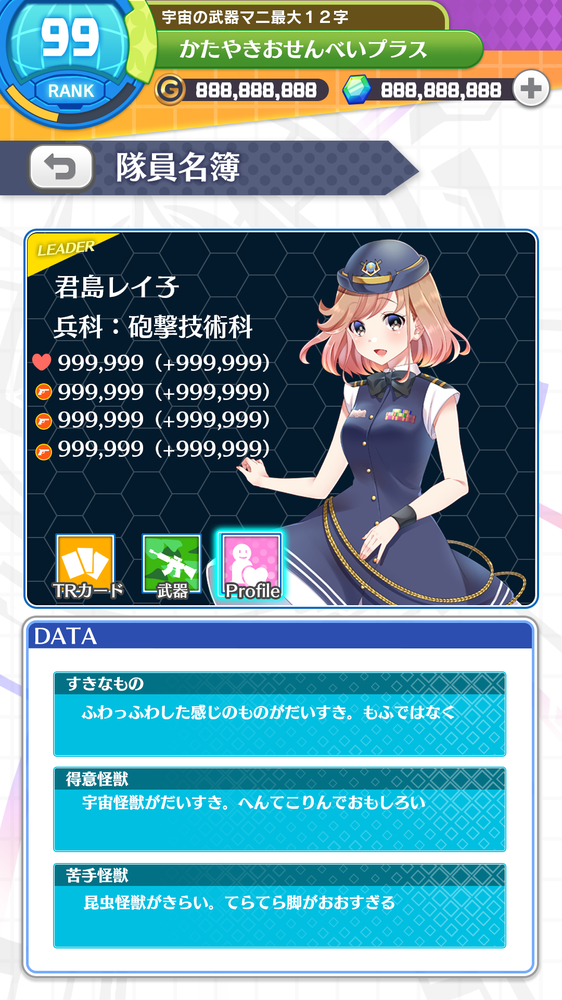 99
RANK
宇宙の武器マニ最大１２字
かたやきおせんべいプラス
888,888,888
888,888,888
隊員名簿
LEADER
君島レイ子
兵科：砲撃技術科
999,999（+999,999）
999,999（+999,999）
999,999（+999,999）
999,999（+999,999）
TRカード
武器
Profile
DATA
すきなもの
ふわっふわした感じのものがだいすき。もふではなく
得意怪獣
宇宙怪獣がだいすき。へんてこりんでおもしろい
苦手怪獣
昆虫怪獣がきらい。てらてら脚がおおすぎる